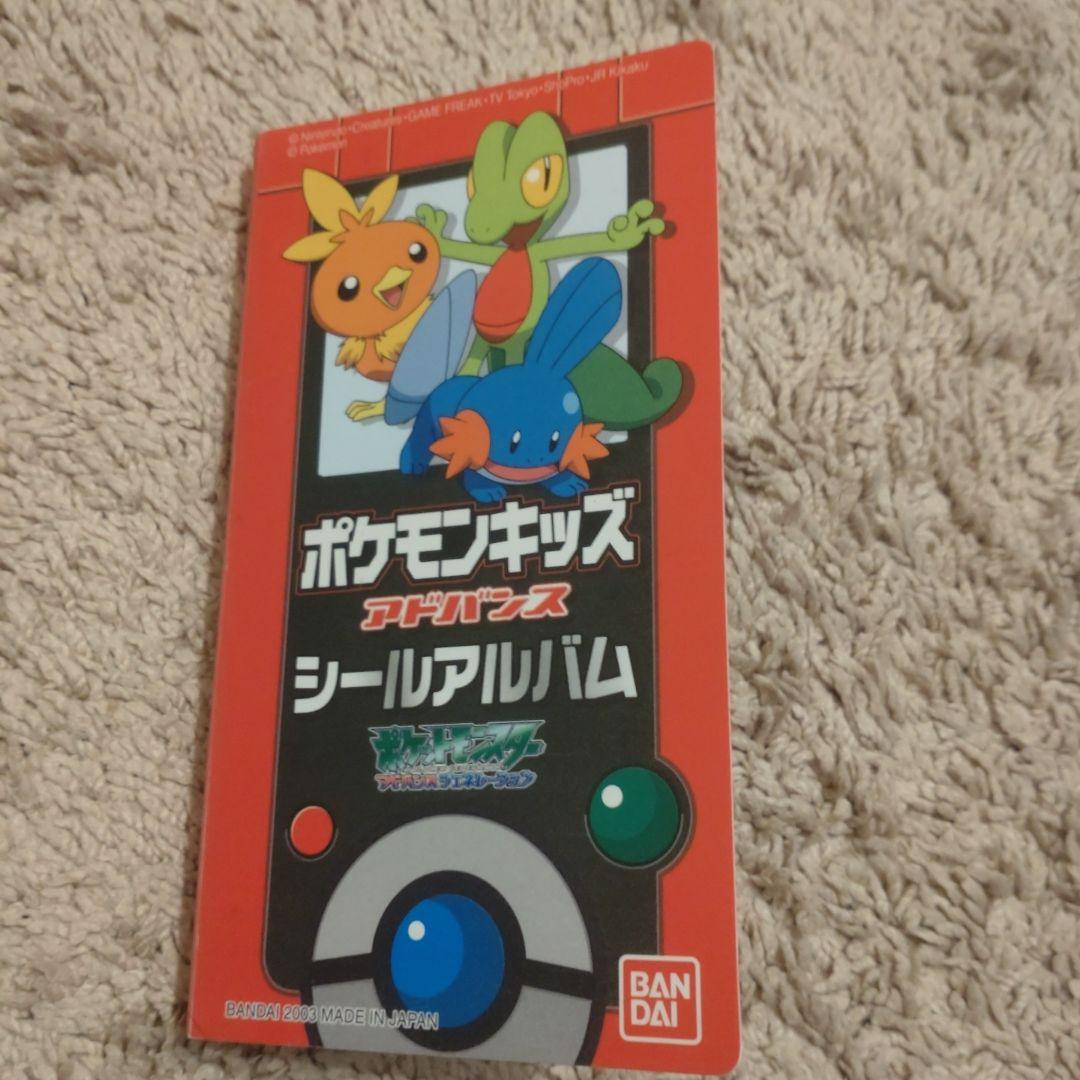 © Nintendo・Creatures・GAME FREAK・TV Tokyo・ShoPro・JR Kikaku
© Pokémon
ポケモンキッズ
アドバンス
シールアルバム
ポケットモンスター
アドバンスジェネレーション
BAN
DAI
BANDAI 2003 MADE IN JAPAN